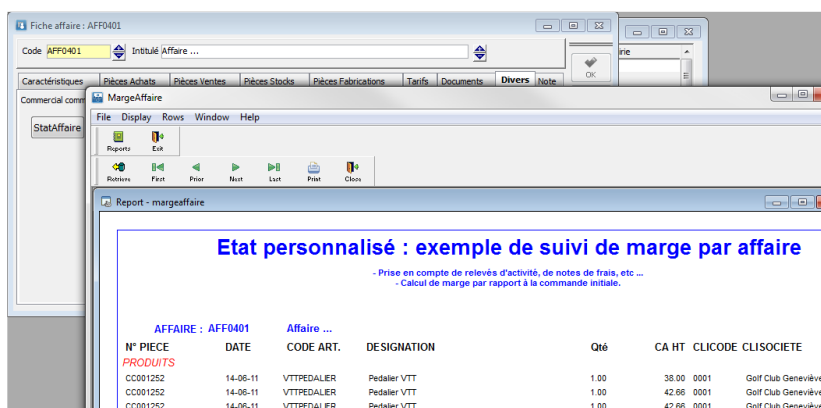 Fiche affaire : AFF0401
Code AFF0401 Intitulé Affaire ...
OK
Caractéristiques Pièces Achats Pièces Ventes Pièces Stocks Pièces Fabrications Tarifs Documents Divers Note
Commercial comm
StatAffaire
MargeAffaire
File Display Rows Window Help
Reports Exit
Retrieve First Prior Next Last Print Close
Report - margeaffaire
Etat personnalisé : exemple de suivi de marge par affaire
- Prise en compte de relevés d'activité, de notes de frais, etc ...
- Calcul de marge par rapport à la commande initiale.
AFFAIRE : AFF0401 Affaire ...
N° PIECE DATE CODE ART. DESIGNATION Qté CA HT CLICODE CLISOCIETE
PRODUITS
CC001252 14-06-11 VTTPEDALIER Pedalier VTT 1.00 38.00 0001 Golf Club Geneviève
CC001252 14-06-11 VTTPEDALIER Pedalier VTT 1.00 42.66 0001 Golf Club Geneviève
CC001252 14-06-11 VTTPEDALIER Pedalier VTT 1.00 42.66 0001 Golf Club Geneviève